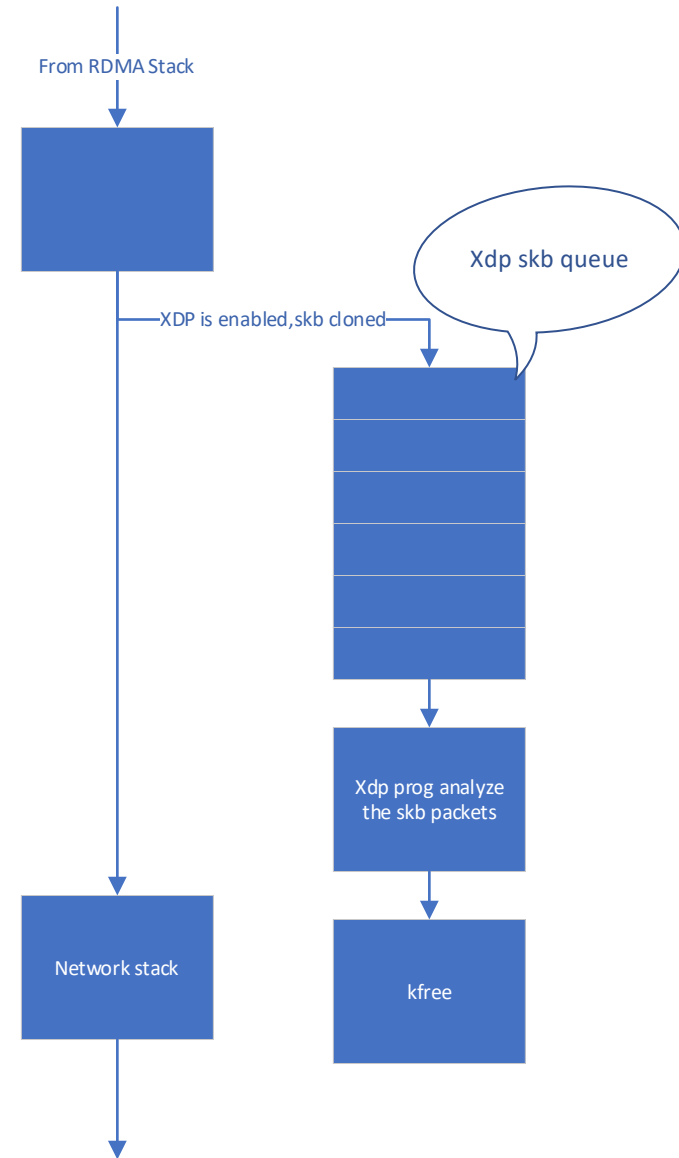 From RDMA Stack
Xdp skb queue
XDP is enabled,skb cloned
Xdp prog analyze
the skb packets
Network stack
kfree